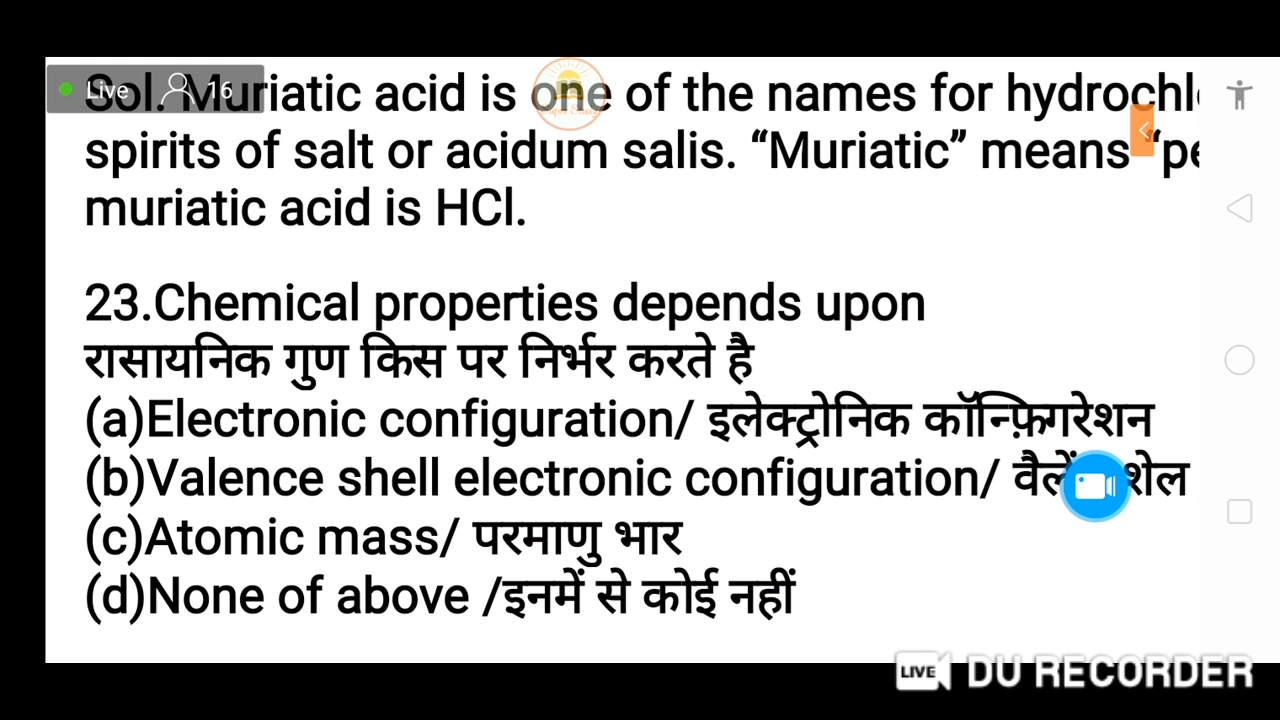 Live 16
Sol. Muriatic acid is one of the names for
spirits of salt or acidum salis. “Muriatic” means
muriatic acid is HCl.
23.Chemical properties depends upon
रासायनिक गुण किस पर निर्भर करते है
(a)Electronic configuration/ इलेक्ट्रोनिक कॉन्फ़िगरेशन
(b)Valence shell electronic configuration/ शेल
(c)Atomic mass/ परमाणु भार
(d)None of above /इनमें से कोई नहीं
LIVE DU RECORDER